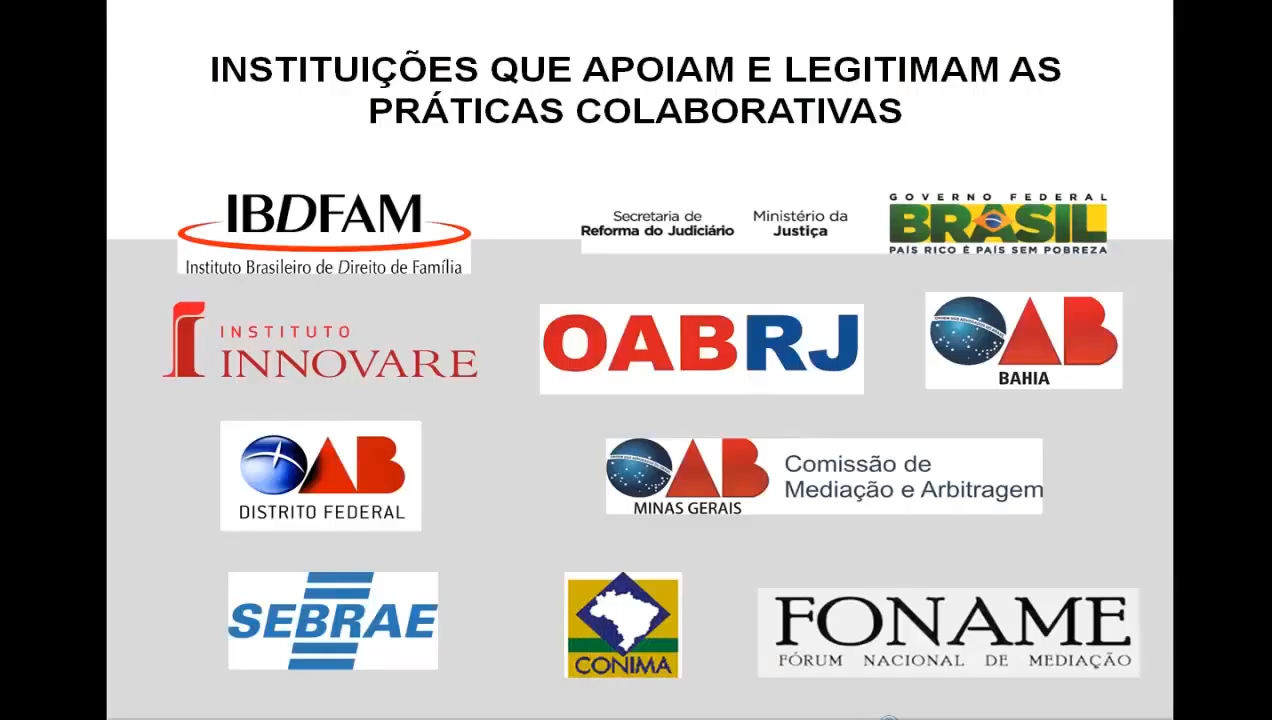 INSTITUIÇÕES QUE APOIAM E LEGITIMAM AS
PRÁTICAS COLABORATIVAS
IBDFAM
Instituto Brasileiro de Direito de Família
Secretaria de
Reforma do Judiciário
Ministério da
Justiça
GOVERNO FEDERAL
BRASIL
PAÍS RICO É PAÍS SEM POBREZA
INSTITUTO
INNOVARE
OABRJ
OAB
BAHIA
OAB
DISTRITO FEDERAL
OAB
MINAS GERAIS
Comissão de
Mediação e Arbitragem
SEBRAE
CONIMA
FONAME
FÓRUM NACIONAL DE MEDIAÇÃO